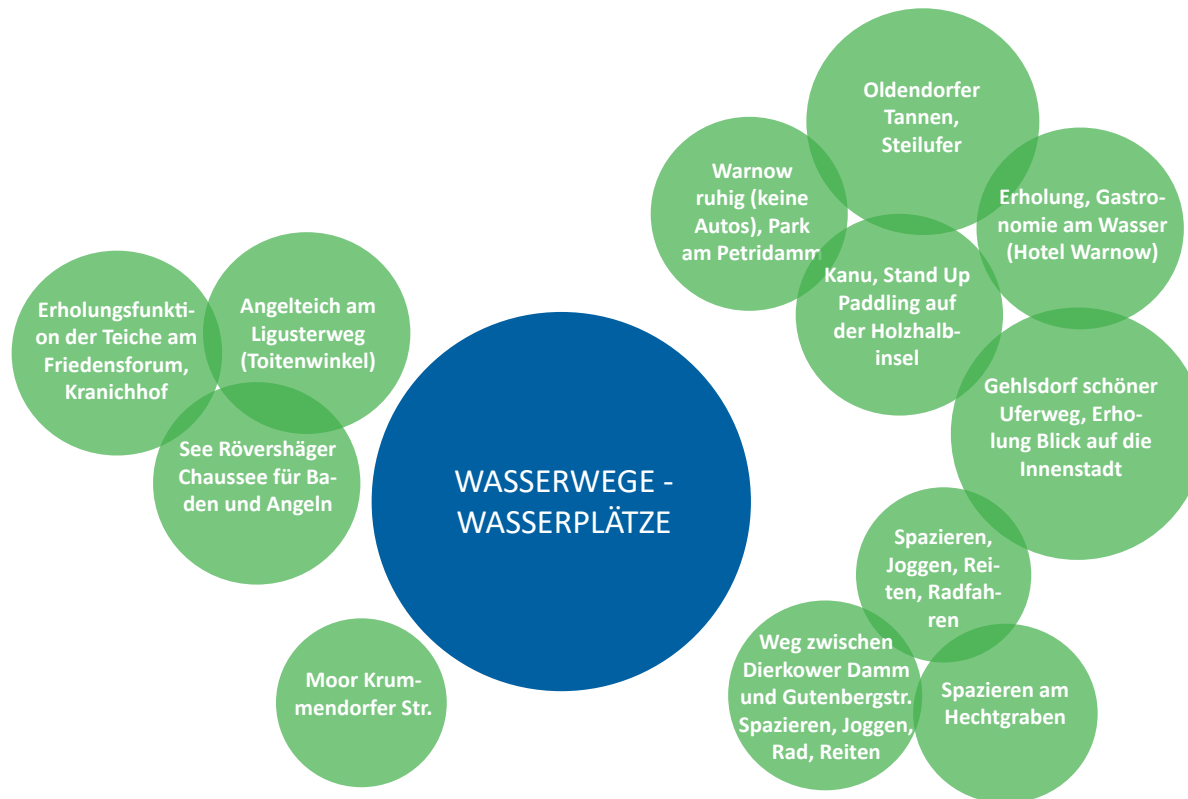 Oldendorfer
Tannen,
Steilufer
Warnow
ruhig (keine
Autos), Park
am Petridamm
Erholung, Gastro-
nomie am Wasser
(Hotel Warnow)
Kanu, Stand Up
Paddling auf
der Holzhalb-
insel
Erholungsfunkti-
on der Teiche am
Friedensforum,
Kranichhof
Angelteich am
Ligusterweg
(Toitenwinkel)
See Rövershäger
Chaussee für Ba-
den und Angeln
Gehlsdorf schöner
Uferweg, Erho-
lung Blick auf die
Innenstadt
WASSERWEGE -
WASSERPLÄTZE
Spazieren,
Joggen, Rei-
ten, Radfah-
ren
Moor Krum-
mendorfer Str.
Weg zwischen
Dierkower Damm
und Gutenbergstr.
Spazieren, Joggen,
Rad, Reiten
Spazieren am
Hechtgraben